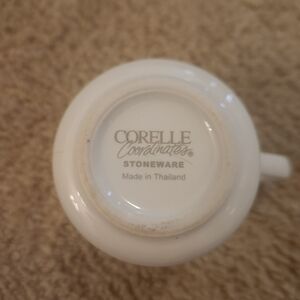 CORELLE
Coordinates®
STONEWARE
Made in Thailand